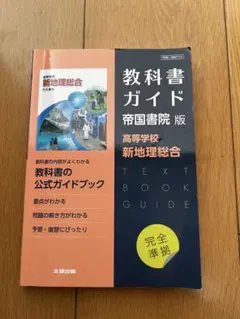 新地理総合
教科書の内容がよくわかる
教科書の
公式ガイドブック
要点がわかる
問題の解き方がわかる
予習・復習にぴったり
文研出版
教科書
ガイド
帝国書院 版
高等学校
新地理総合
TEXT
BOOK
GUIDE
完全
準拠